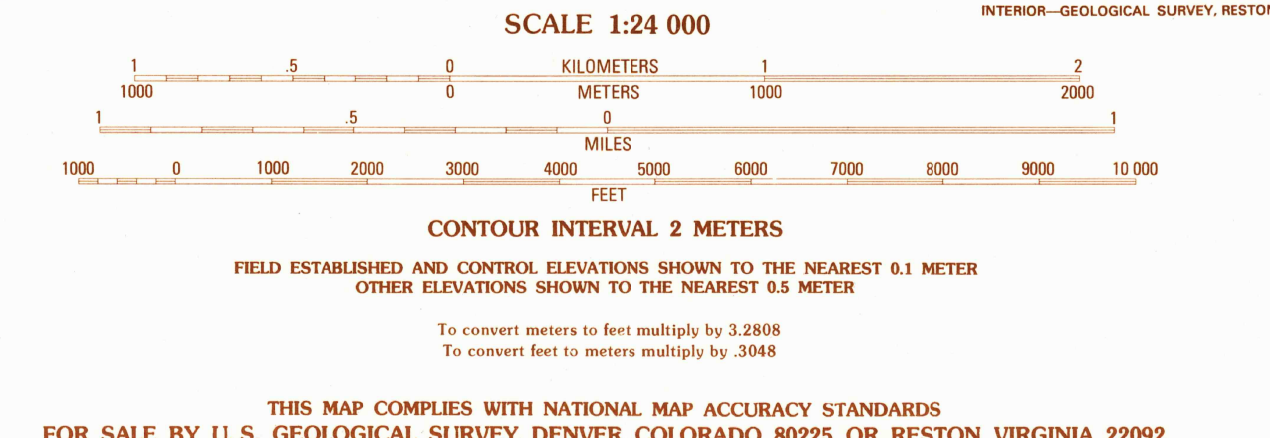 INTERIOR—GEOLOGICAL SURVEY, RESTON
SCALE 1:24 000
1 .5 0 KILOMETERS 1 2
1000 0 METERS 1000 2000
1 .5 0 1
MILES
1000 0 1000 2000 3000 4000 5000 6000 7000 8000 9000 10 000
FEET
CONTOUR INTERVAL 2 METERS
FIELD ESTABLISHED AND CONTROL ELEVATIONS SHOWN TO THE NEAREST 0.1 METER
OTHER ELEVATIONS SHOWN TO THE NEAREST 0.5 METER
To convert meters to feet multiply by 3.2808
To convert feet to meters multiply by .3048
THIS MAP COMPLIES WITH NATIONAL MAP ACCURACY STANDARDS
FOR SALE BY U.S. GEOLOGICAL SURVEY, DENVER, COLORADO 80225, OR RESTON, VIRGINIA 22092